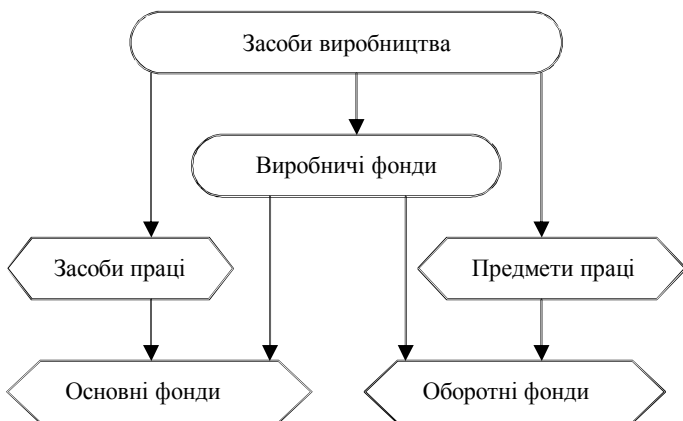 Засоби виробництва
Виробничі фонди
Засоби праці
Предмети праці
Основні фонди
Оборотні фонди